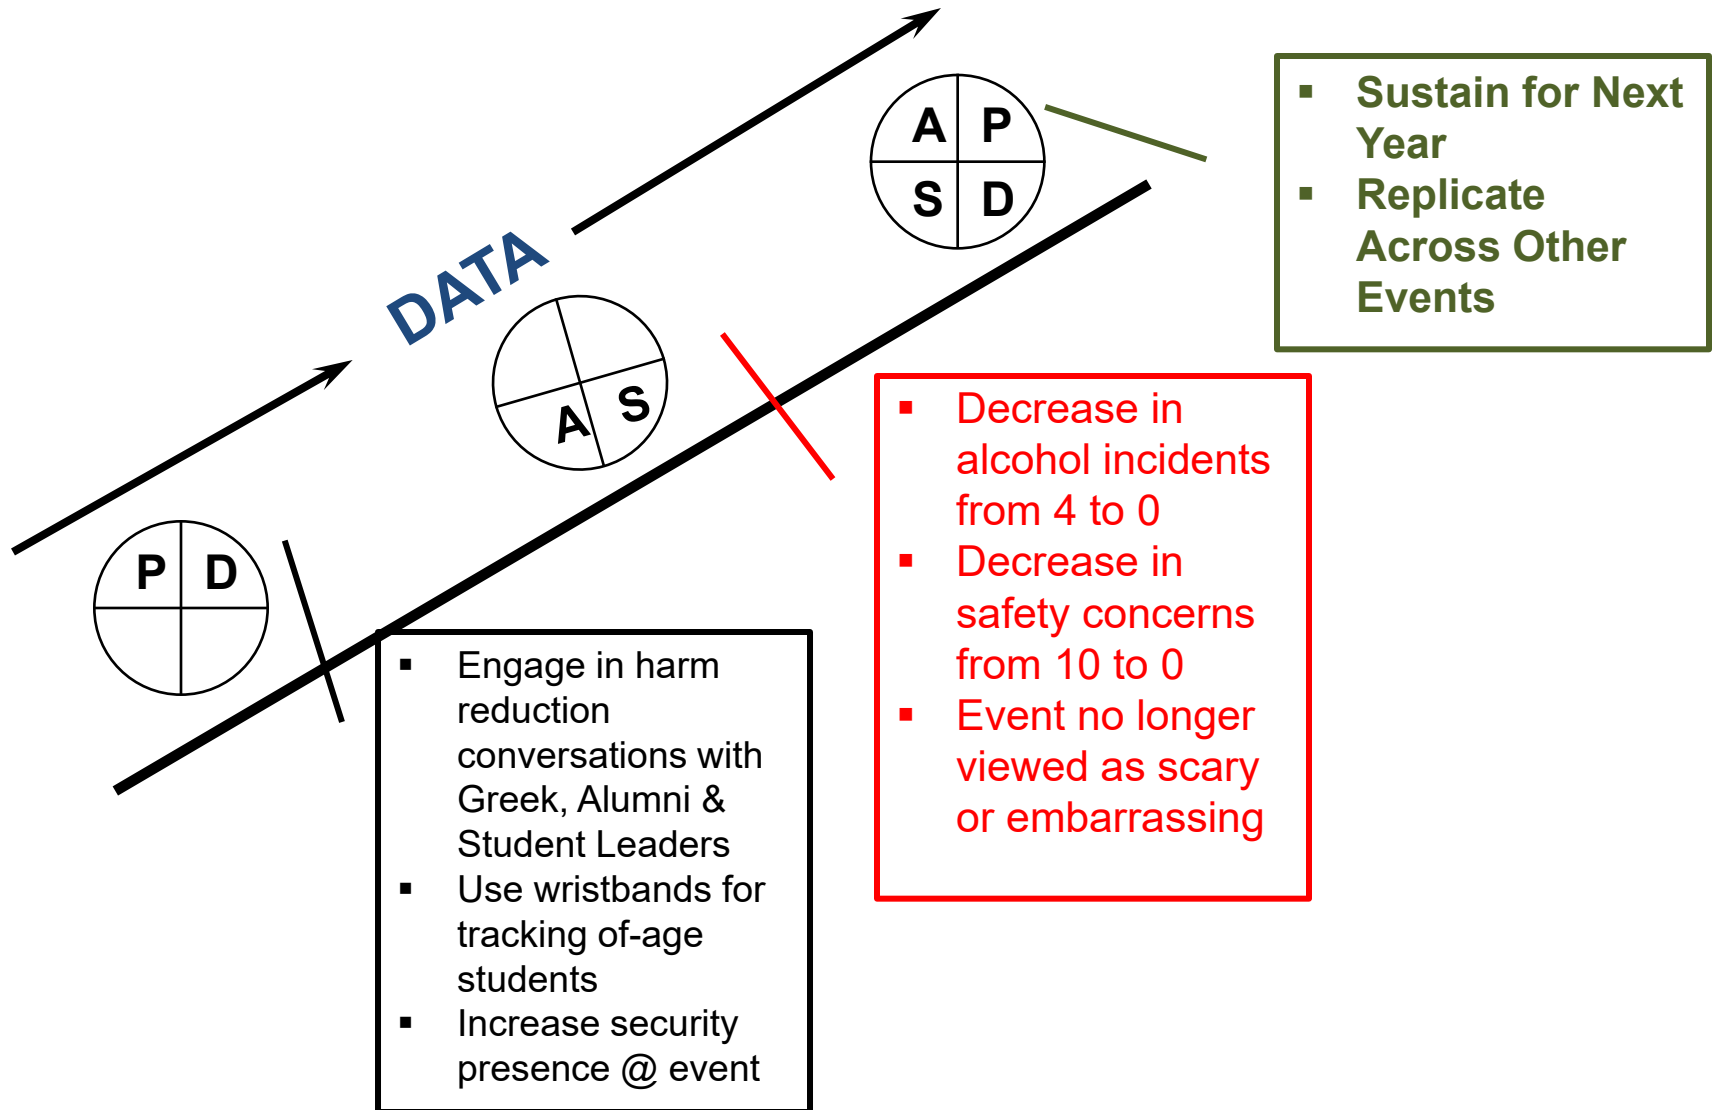 DATA
A P
S D
A S
P D
▪ Sustain for Next
Year
▪ Replicate
Across Other
Events
▪ Decrease in
alcohol incidents
from 4 to 0
▪ Decrease in
safety concerns
from 10 to 0
▪ Event no longer
viewed as scary
or embarrassing
▪ Engage in harm
reduction
conversations with
Greek, Alumni &
Student Leaders
▪ Use wristbands for
tracking of-age
students
▪ Increase security
presence @ event